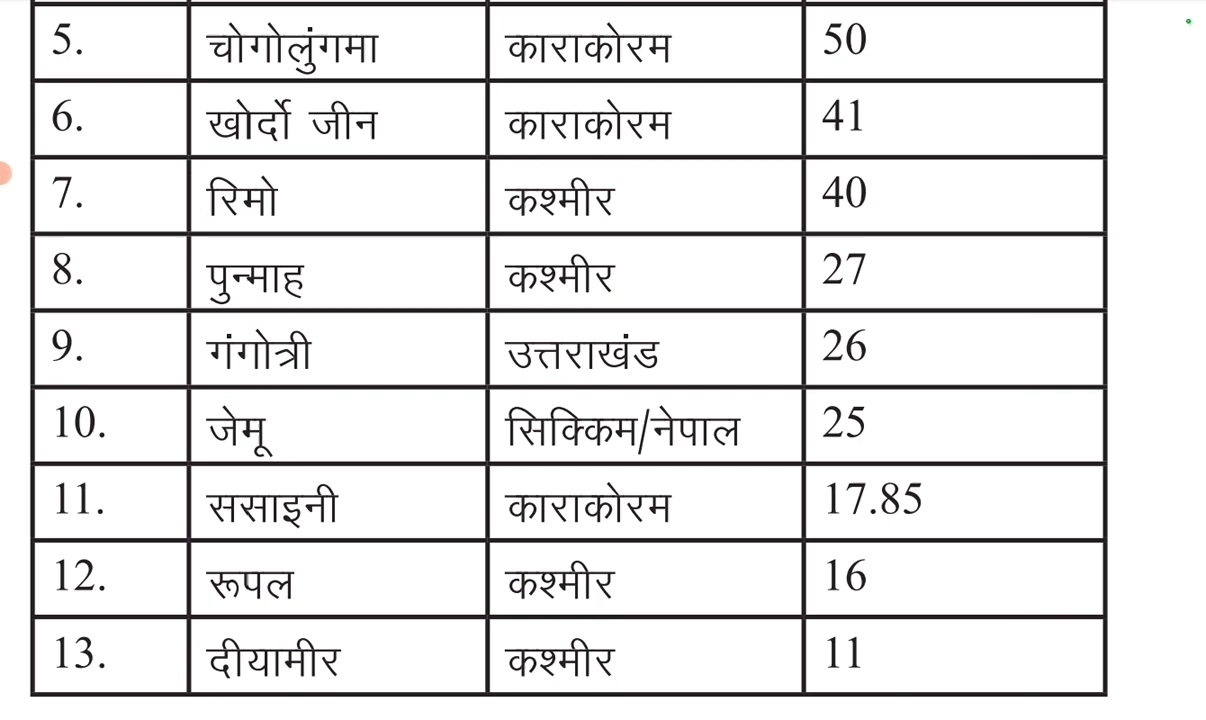 5. चोगोलुंगमा काराकोरम 50
6. खोर्दो जीन काराकोरम 41
7. रिमो कश्मीर 40
8. पुन्माह कश्मीर 27
9. गंगोत्री उत्तराखंड 26
10. जेमू सिक्किम/नेपाल 25
11. ससाइनी काराकोरम 17.85
12. रूपल कश्मीर 16
13. दीयामीर कश्मीर 11